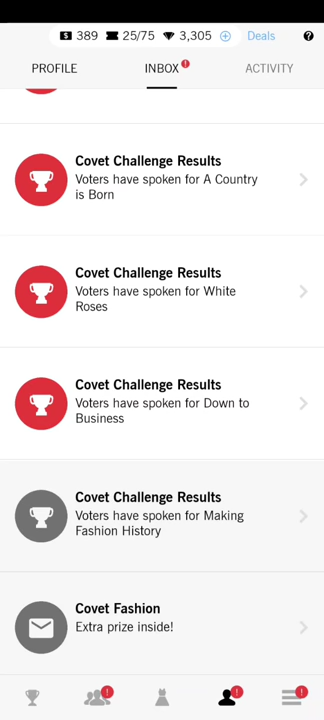 389 25/75 3,305 Deals ?
PROFILE INBOX ! ACTIVITY
Covet Challenge Results
Voters have spoken for A Country
is Born
Covet Challenge Results
Voters have spoken for White
Roses
Covet Challenge Results
Voters have spoken for Down to
Business
Covet Challenge Results
Voters have spoken for Making
Fashion History
Covet Fashion
Extra prize inside!
! ! !